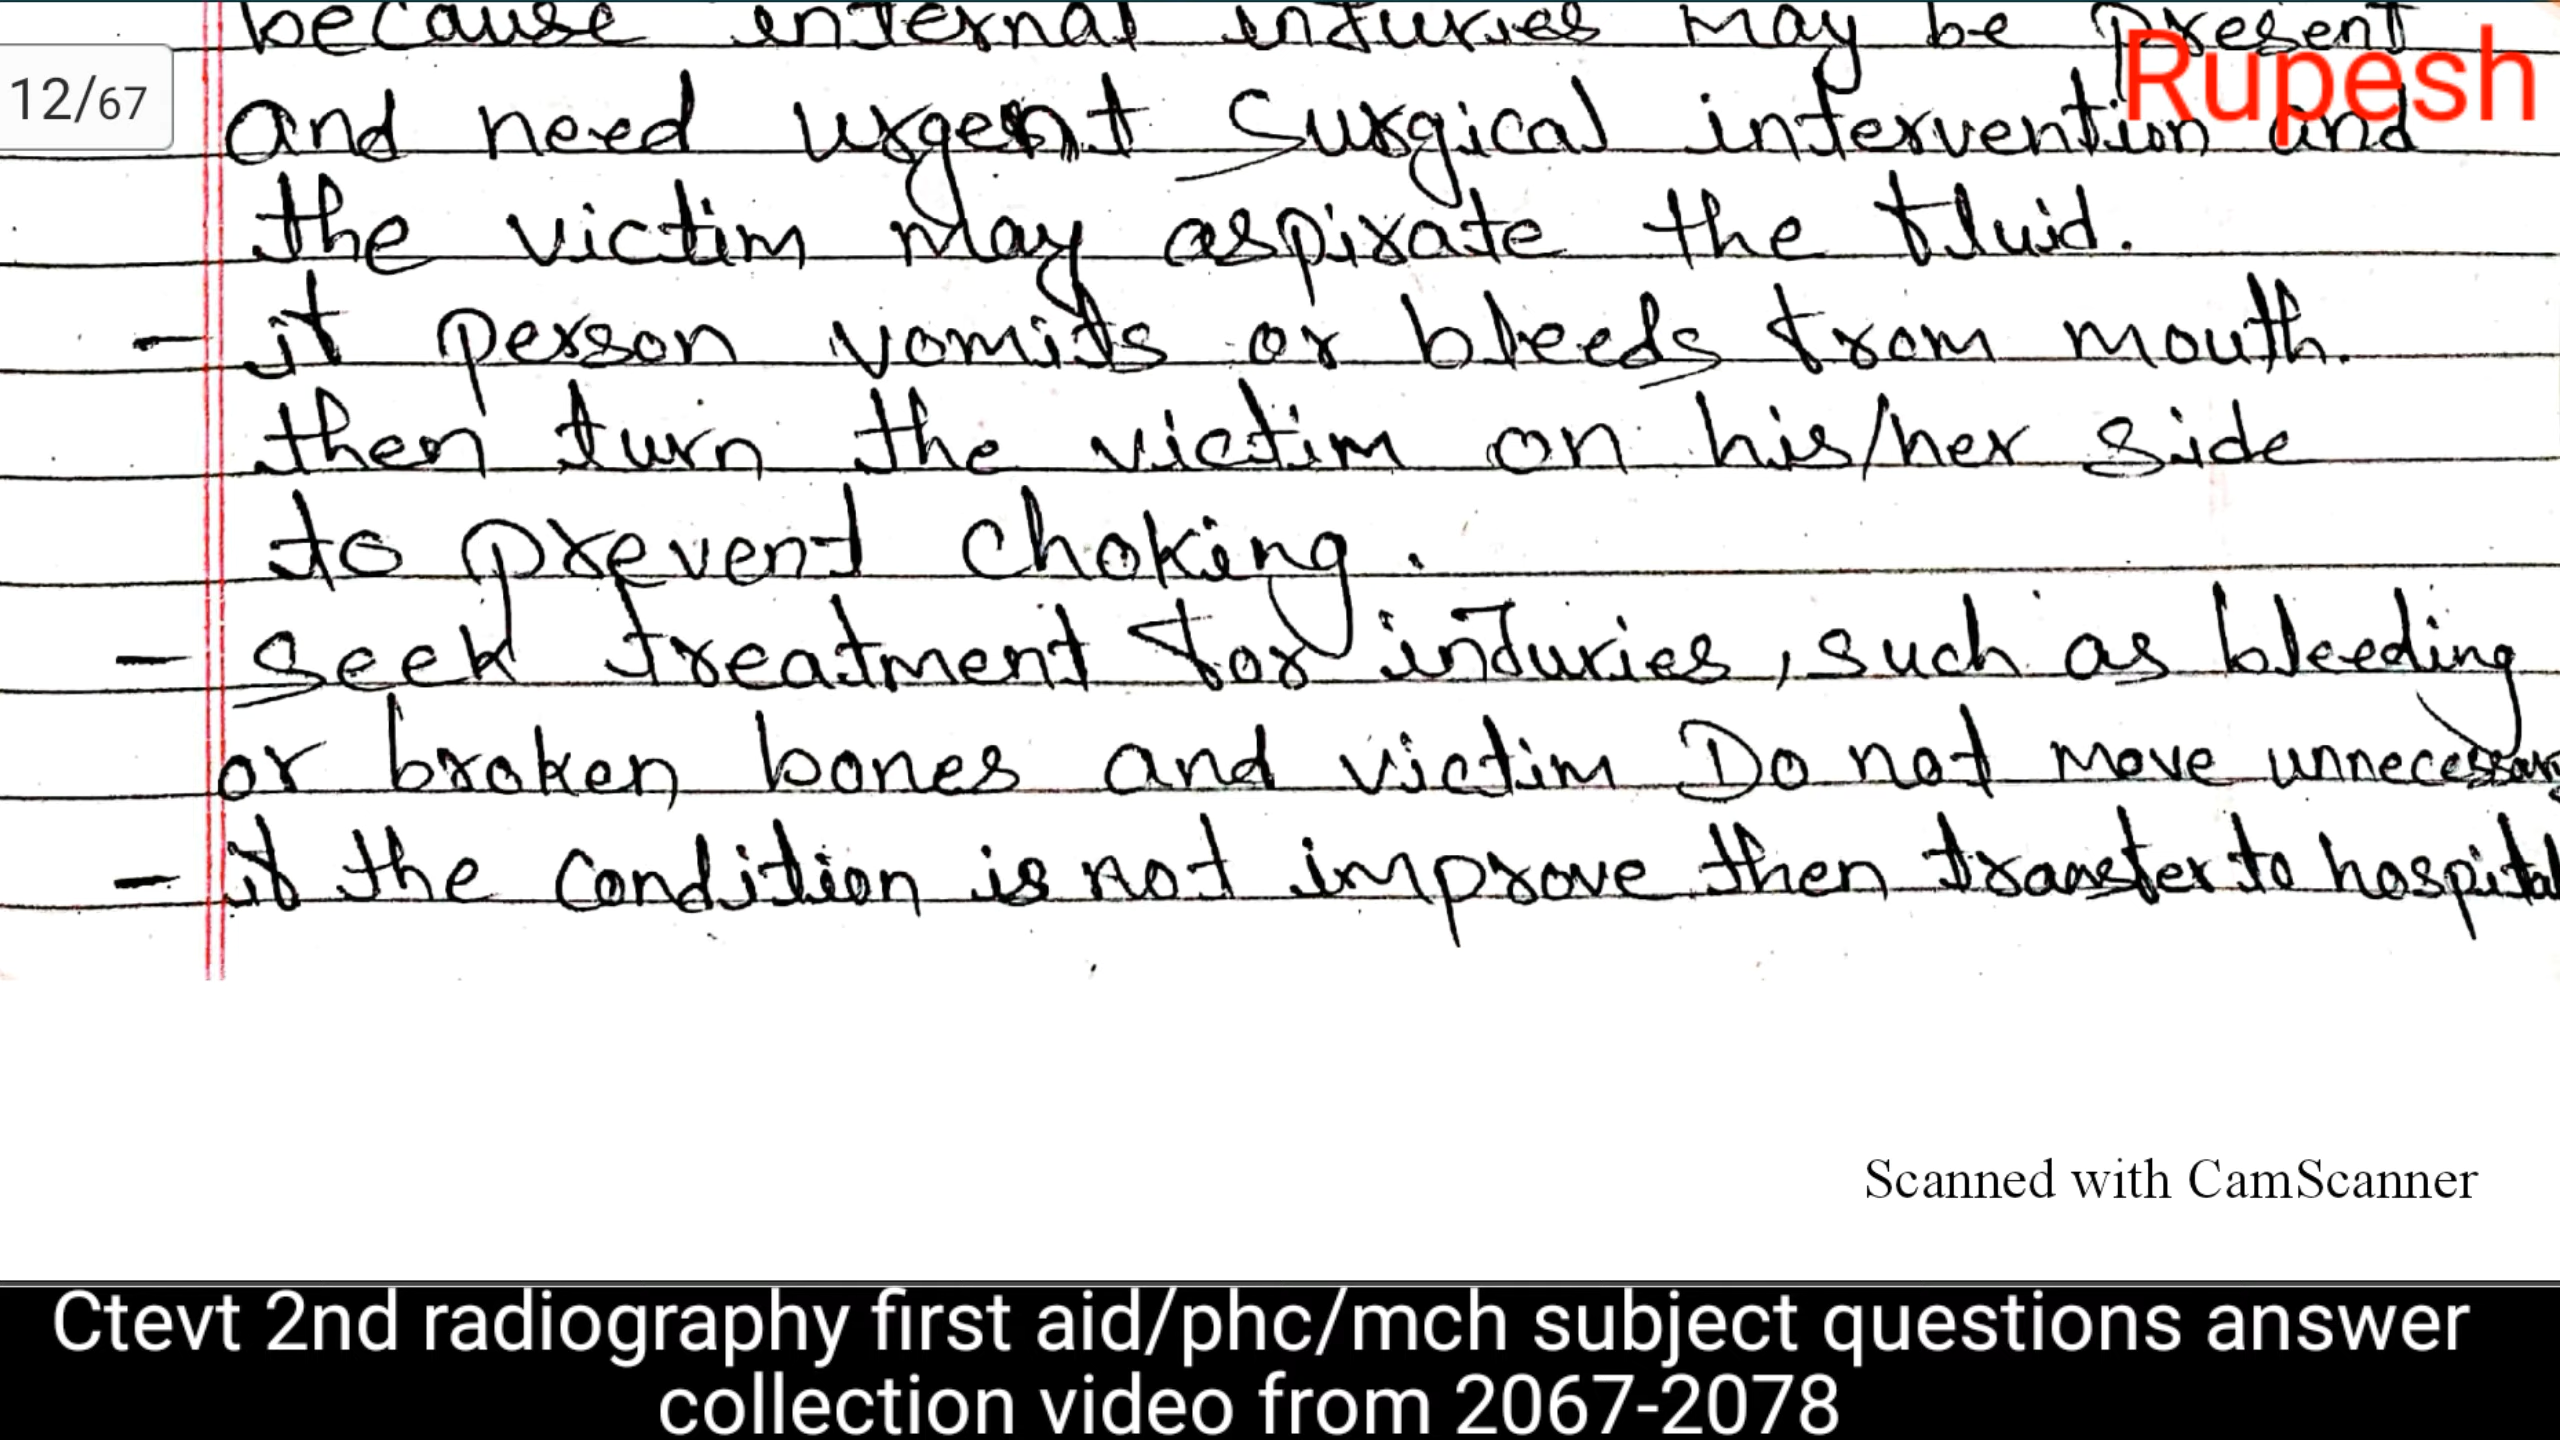 because internal injuries may be present
12/67
Rupesh
and need urgent surgical intervention and
the victim may aspirate the fluid.
- if person vomits or bleeds from mouth.
then turn the victim on his/her side
to prevent choking.
- seek treatment for injuries, such as bleeding
or broken bones and victim Do not move unnecessary
- if the condition is not improve then transfer to hospital
Scanned with CamScanner
Ctevt 2nd radiography first aid/phc/mch subject questions answer
collection video from 2067-2078